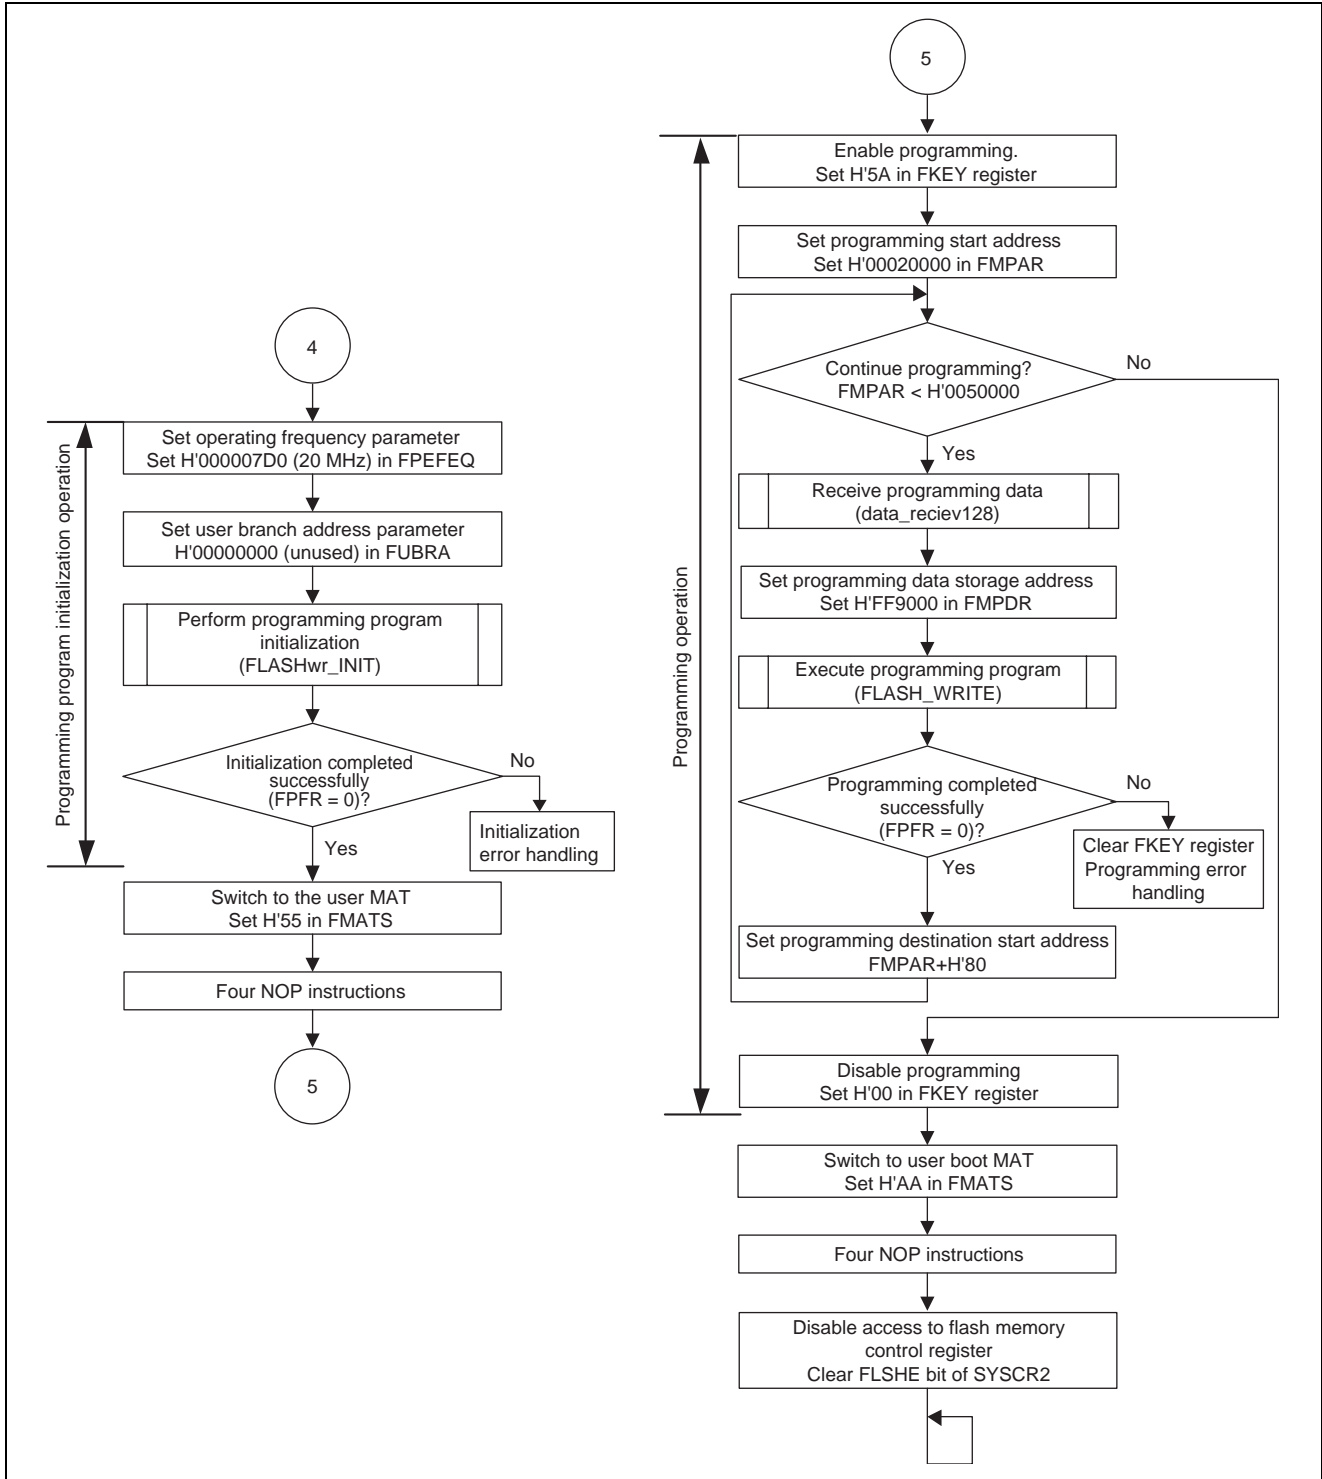 4
Programming program initialization operation
Set operating frequency parameter
Set H'000007D0 (20 MHz) in FPEFEQ
Set user branch address parameter
H'00000000 (unused) in FUBRA
Perform programming program
initialization
(FLASHwr_INIT)
Initialization completed
successfully
(FPFR = 0)?
No
Initialization
error handling
Yes
Switch to the user MAT
Set H'55 in FMATS
Four NOP instructions
5
5
Programming operation
Enable programming.
Set H'5A in FKEY register
Set programming start address
Set H'00020000 in FMPAR
Continue programming?
FMPAR < H'0050000
No
Yes
Receive programming data
(data_reciev128)
Set programming data storage address
Set H'FF9000 in FMPDR
Execute programming program
(FLASH_WRITE)
Programming completed
successfully
(FPFR = 0)?
No
Clear FKEY register
Programming error
handling
Yes
Set programming destination start address
FMPAR+H'80
Disable programming
Set H'00 in FKEY register
Switch to user boot MAT
Set H'AA in FMATS
Four NOP instructions
Disable access to flash memory
control register
Clear FLSHE bit of SYSCR2